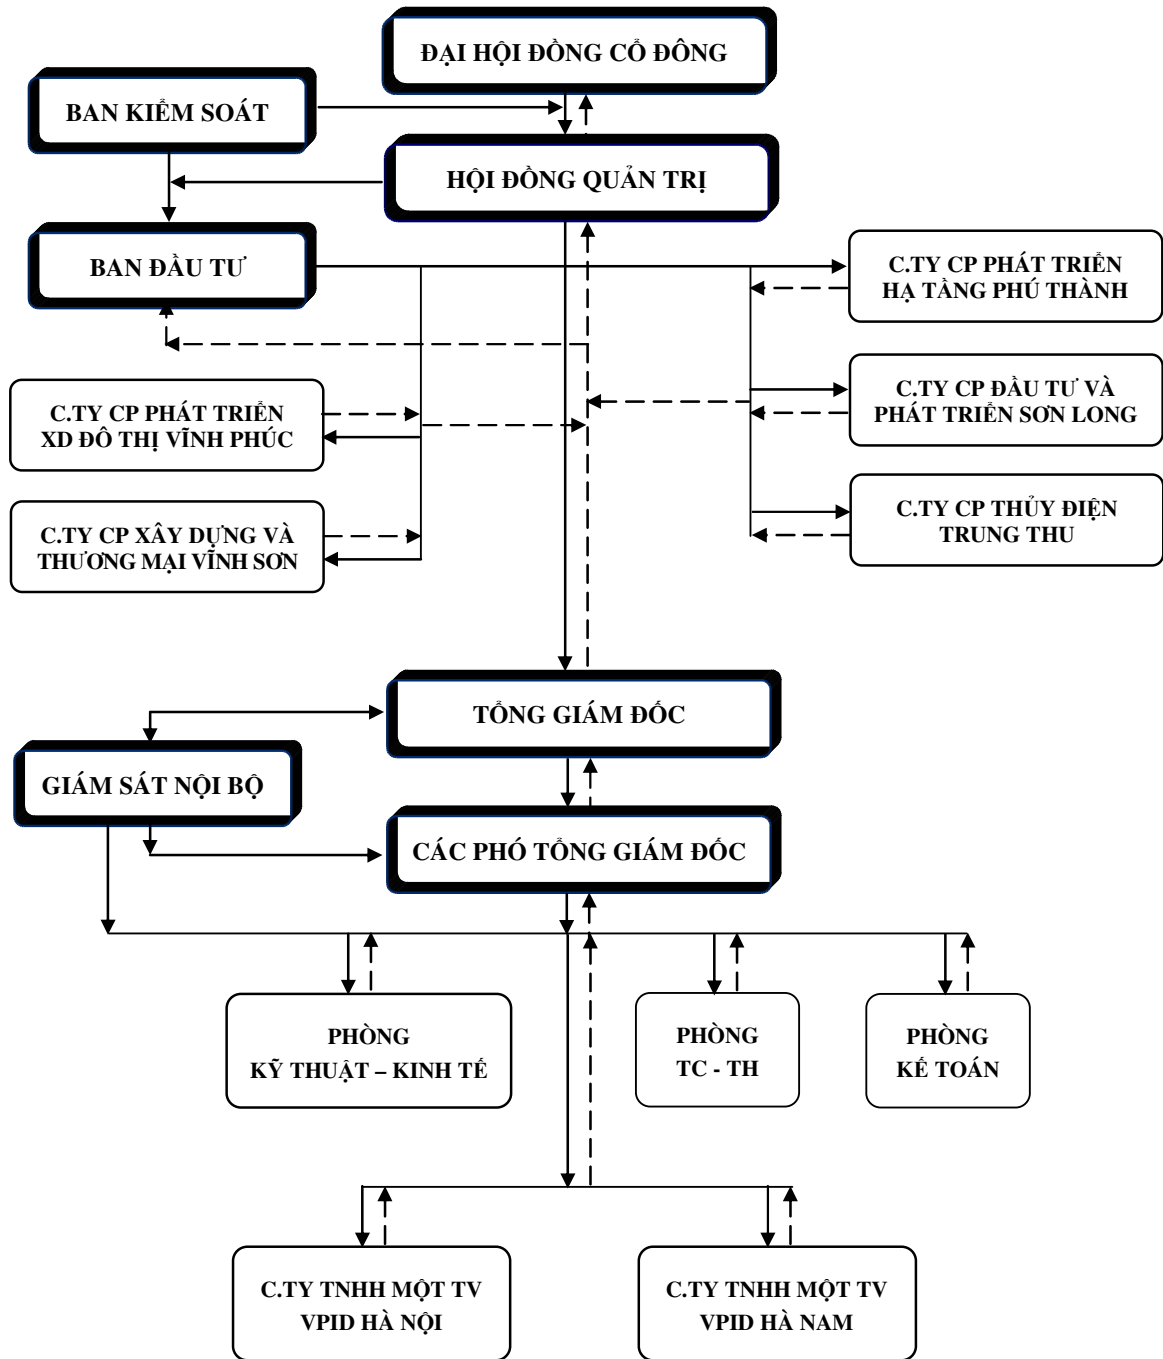 ĐẠI HỘI ĐỒNG CỔ ĐÔNG
BAN KIỂM SOÁT
HỘI ĐỒNG QUẢN TRỊ
BAN ĐẦU TƯ
C.TY CP PHÁT TRIỂN
HẠ TẦNG PHÚ THÀNH
C.TY CP PHÁT TRIỂN
XD ĐÔ THỊ VĨNH PHÚC
C.TY CP ĐẦU TƯ VÀ
PHÁT TRIỂN SƠN LONG
C.TY CP XÂY DỰNG VÀ
THƯƠNG MẠI VĨNH SƠN
C.TY CP THỦY ĐIỆN
TRUNG THU
TỔNG GIÁM ĐỐC
GIÁM SÁT NỘI BỘ
CÁC PHÓ TỔNG GIÁM ĐỐC
PHÒNG
KỸ THUẬT – KINH TẾ
PHÒNG
TC - TH
PHÒNG
KẾ TOÁN
C.TY TNHH MỘT TV
VPID HÀ NỘI
C.TY TNHH MỘT TV
VPID HÀ NAM